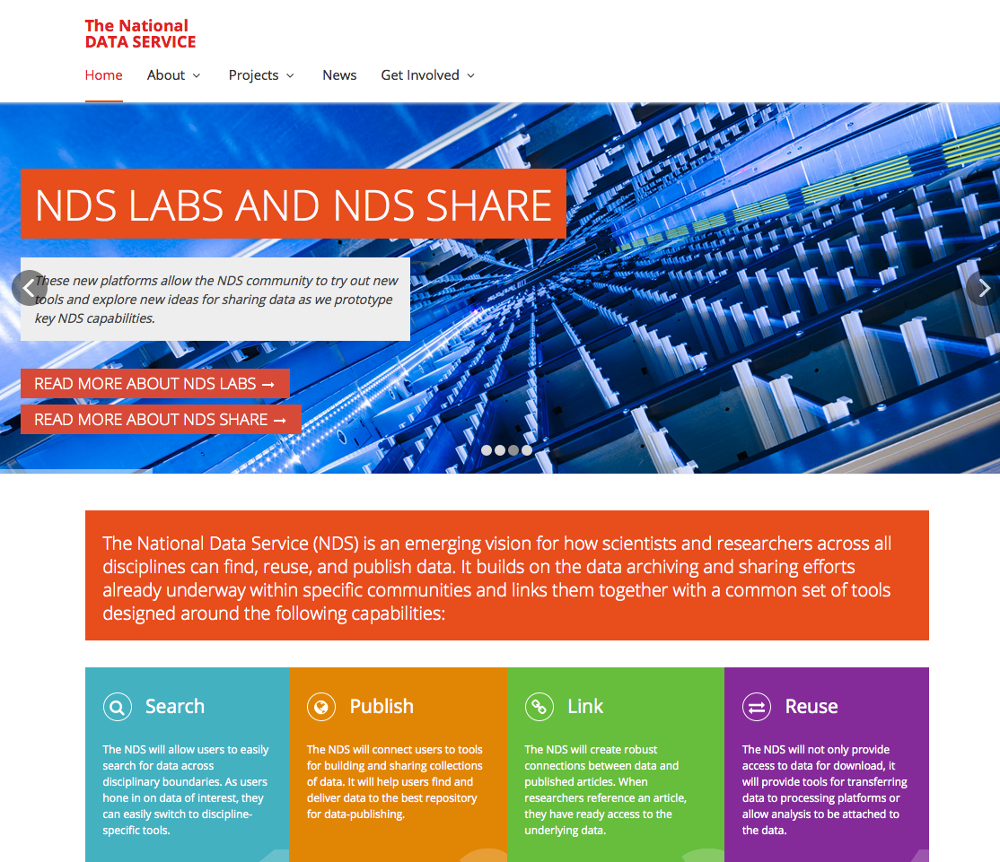 The National
DATA SERVICE
Home About Projects News Get Involved
NDS LABS AND NDS SHARE
These new platforms allow the NDS community to try out new
tools and explore new ideas for sharing data as we prototype
key NDS capabilities.
READ MORE ABOUT NDS LABS →
READ MORE ABOUT NDS SHARE →
The National Data Service (NDS) is an emerging vision for how scientists and researchers across all
disciplines can find, reuse, and publish data. It builds on the data archiving and sharing efforts
already underway within specific communities and links them together with a common set of tools
designed around the following capabilities:
Search
The NDS will allow users to easily
search for data across
disciplinary boundaries. As users
hone in on data of interest, they
can easily switch to discipline-
specific tools.
Publish
The NDS will connect users to tools
for building and sharing collections
of data. It will help users find and
deliver data to the best repository
for data-publishing.
Link
The NDS will create robust
connections between data and
published articles. When
researchers reference an article,
they have ready access to the
underlying data.
Reuse
The NDS will not only provide
access to data for download, it
will provide tools for transferring
data to processing platforms or
allow analysis to be attached to
the data.